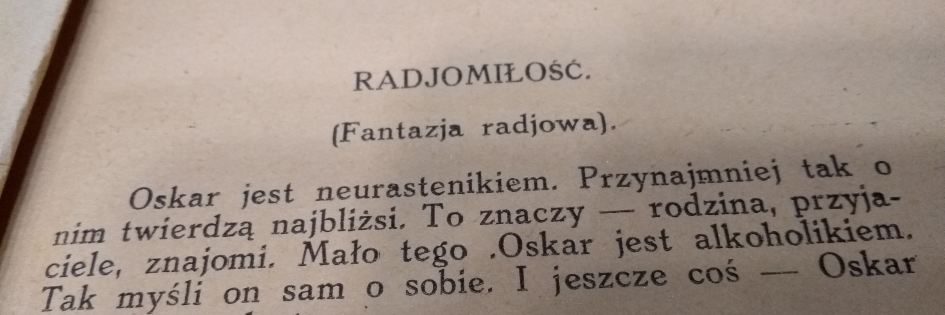 RADJOMIŁOŚĆ.
(Fantazja radjowa).
Oskar jest neurastenikiem. Przynajmniej tak o
nim twierdzą najbliżsi. To znaczy — rodzina, przyja-
ciele, znajomi. Mało tego .Oskar jest alkoholikiem.
Tak myśli on sam o sobie. I jeszcze coś — Oskar